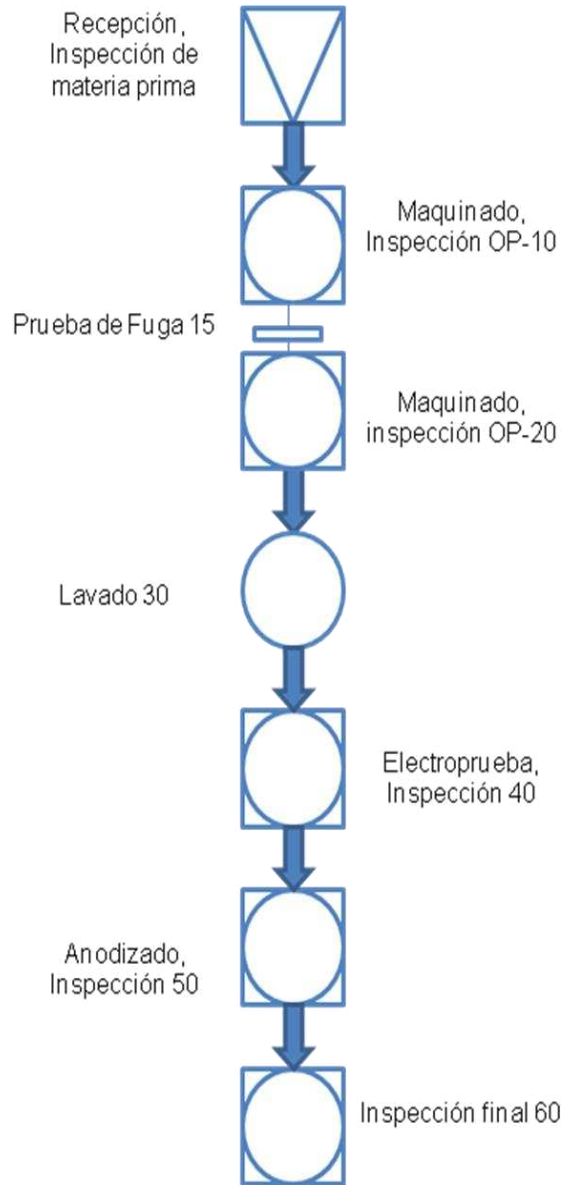 Recepción,
Inspección de
materia prima
Maquinado,
Inspección OP-10
Prueba de Fuga 15
Maquinado,
inspección OP-20
Lavado 30
Electroprueba,
Inspección 40
Anodizado,
Inspección 50
Inspección final 60